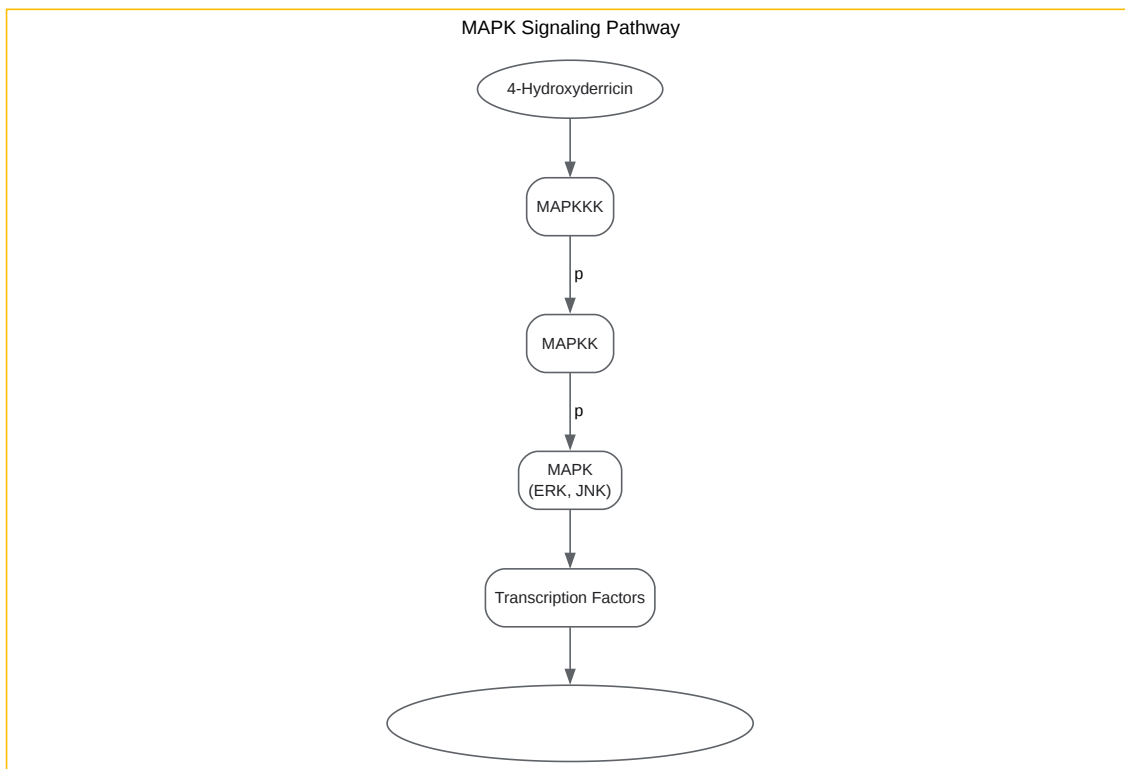 MAPK Signaling Pathway
4-Hydroxyderricin
MAPKKK
p
MAPKK
p
MAPK
(ERK, JNK)
Transcription Factors